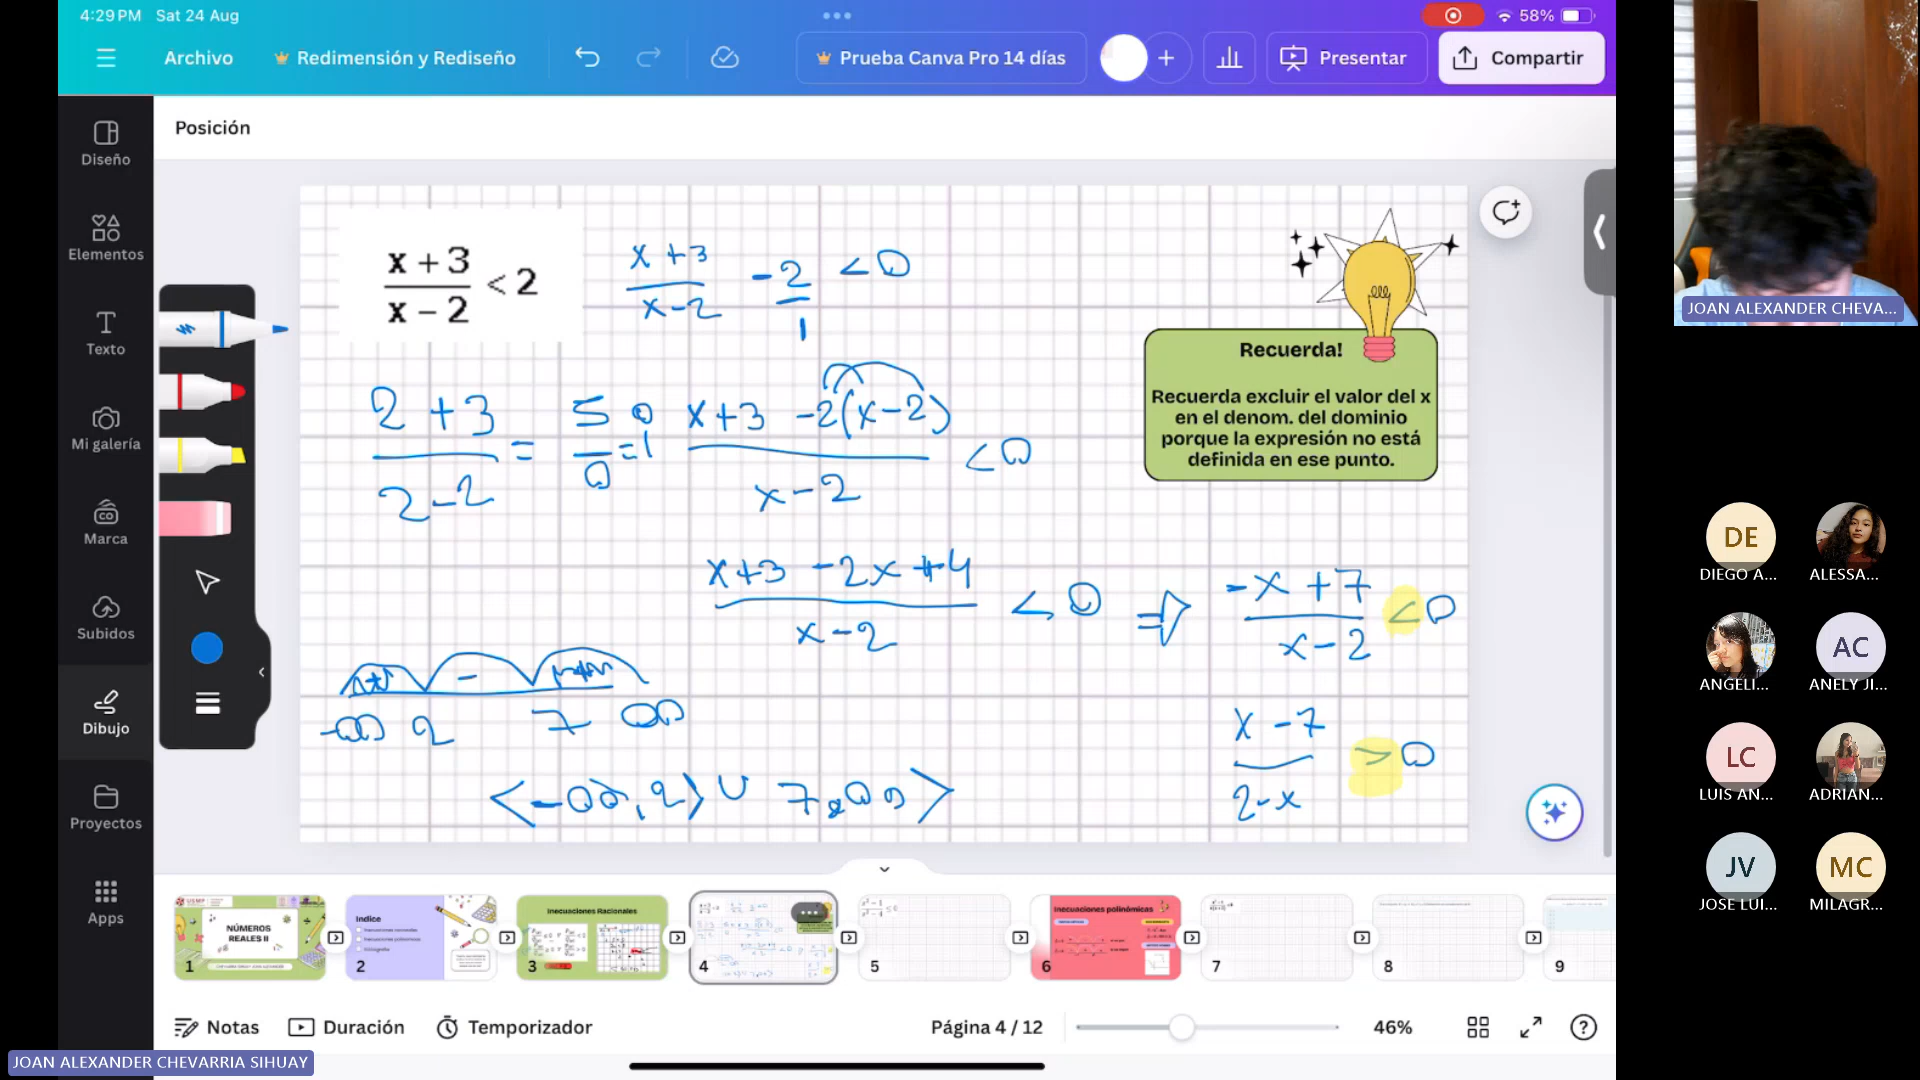 4:29 PM Sat 24 Aug
58%
Archivo
Redimensión y Rediseño
Prueba Canva Pro 14 días
Presentar
Compartir
Posición
Diseño
Elementos
Texto
Mi galería
Marca
Subidos
Dibujo
Proyectos
Apps
x + 3 / x − 2 < 2
x + 3 / x − 2 − 2 / 1 < 0
2 + 3 / 2 − 2 = 5 / 0
x + 3 − 2(x − 2) / x − 2 < 0
x + 3 − 2x + 4 / x − 2 < 0 ⇒ −x + 7 / x − 2 < 0
−∞ 2 7 ∞
x − 7 / 2 − x > 0
<−∞, 2> ∪ 7, ∞>
Recuerda!
Recuerda excluir el valor del x
en el denom. del dominio
porque la expresión no está
definida en ese punto.
JOAN ALEXANDER CHEVA...
DE
DIEGO A...
ALESSA...
ANGELI...
AC
ANELY JI...
LC
LUIS AN...
ADRIAN...
JV
JOSE LUI...
MC
MILAGR...
NÚMEROS
REALES II
1
Indice
2
Inecuaciones Racionales
3
4
5
Inecuaciones polinómicas
6
7
8
9
Notas
Duración
Temporizador
Página 4 / 12
46%
JOAN ALEXANDER CHEVARRIA SIHUAY